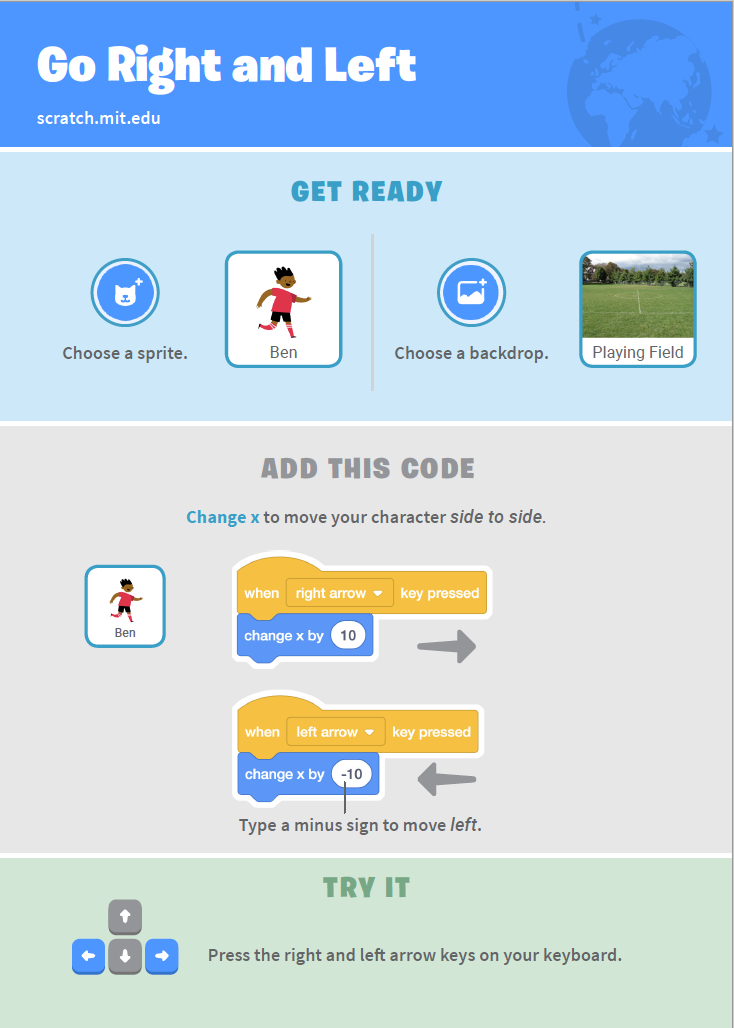 Go Right and Left
scratch.mit.edu
GET READY
Choose a sprite.
Ben
Choose a backdrop.
Playing Field
ADD THIS CODE
Change x to move your character side to side.
Ben
when right arrow key pressed
change x by 10
when left arrow key pressed
change x by -10
Type a minus sign to move left.
TRY IT
Press the right and left arrow keys on your keyboard.